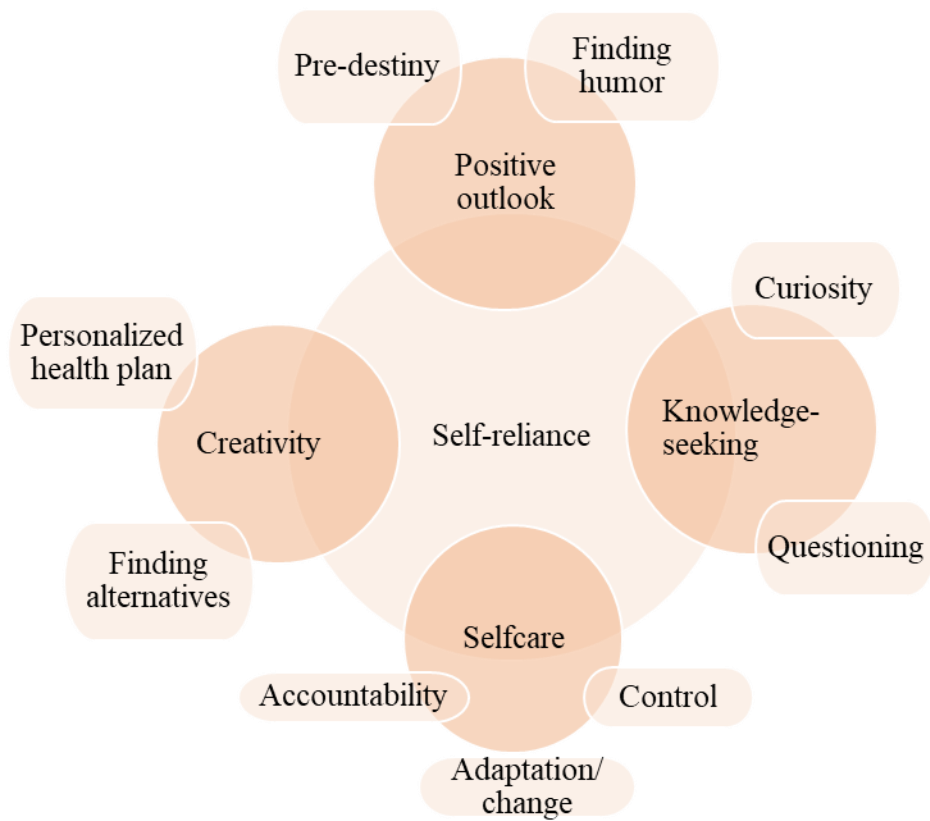 Pre-destiny
Finding
humor
Positive
outlook
Curiosity
Personalized
health plan
Knowledge-
seeking
Creativity
Self-reliance
Questioning
Finding
alternatives
Selfcare
Accountability
Control
Adaptation/
change